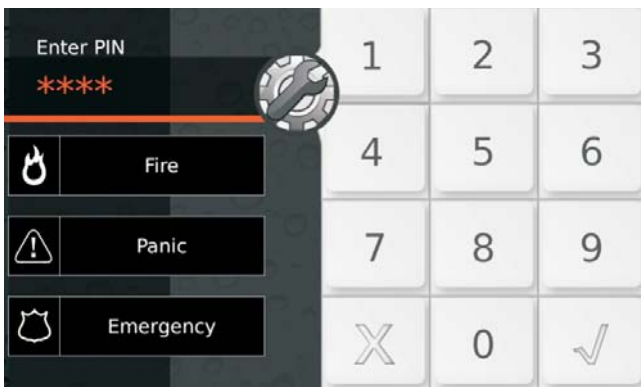 Enter PIN
****
Fire
Panic
Emergency
1 2 3
4 5 6
7 8 9
X 0 √